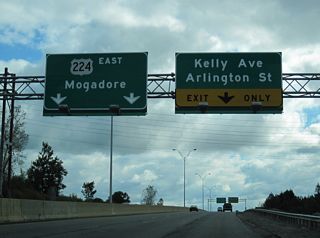 224 EAST
Mogadore
Kelly Ave
Arlington St
EXIT ONLY